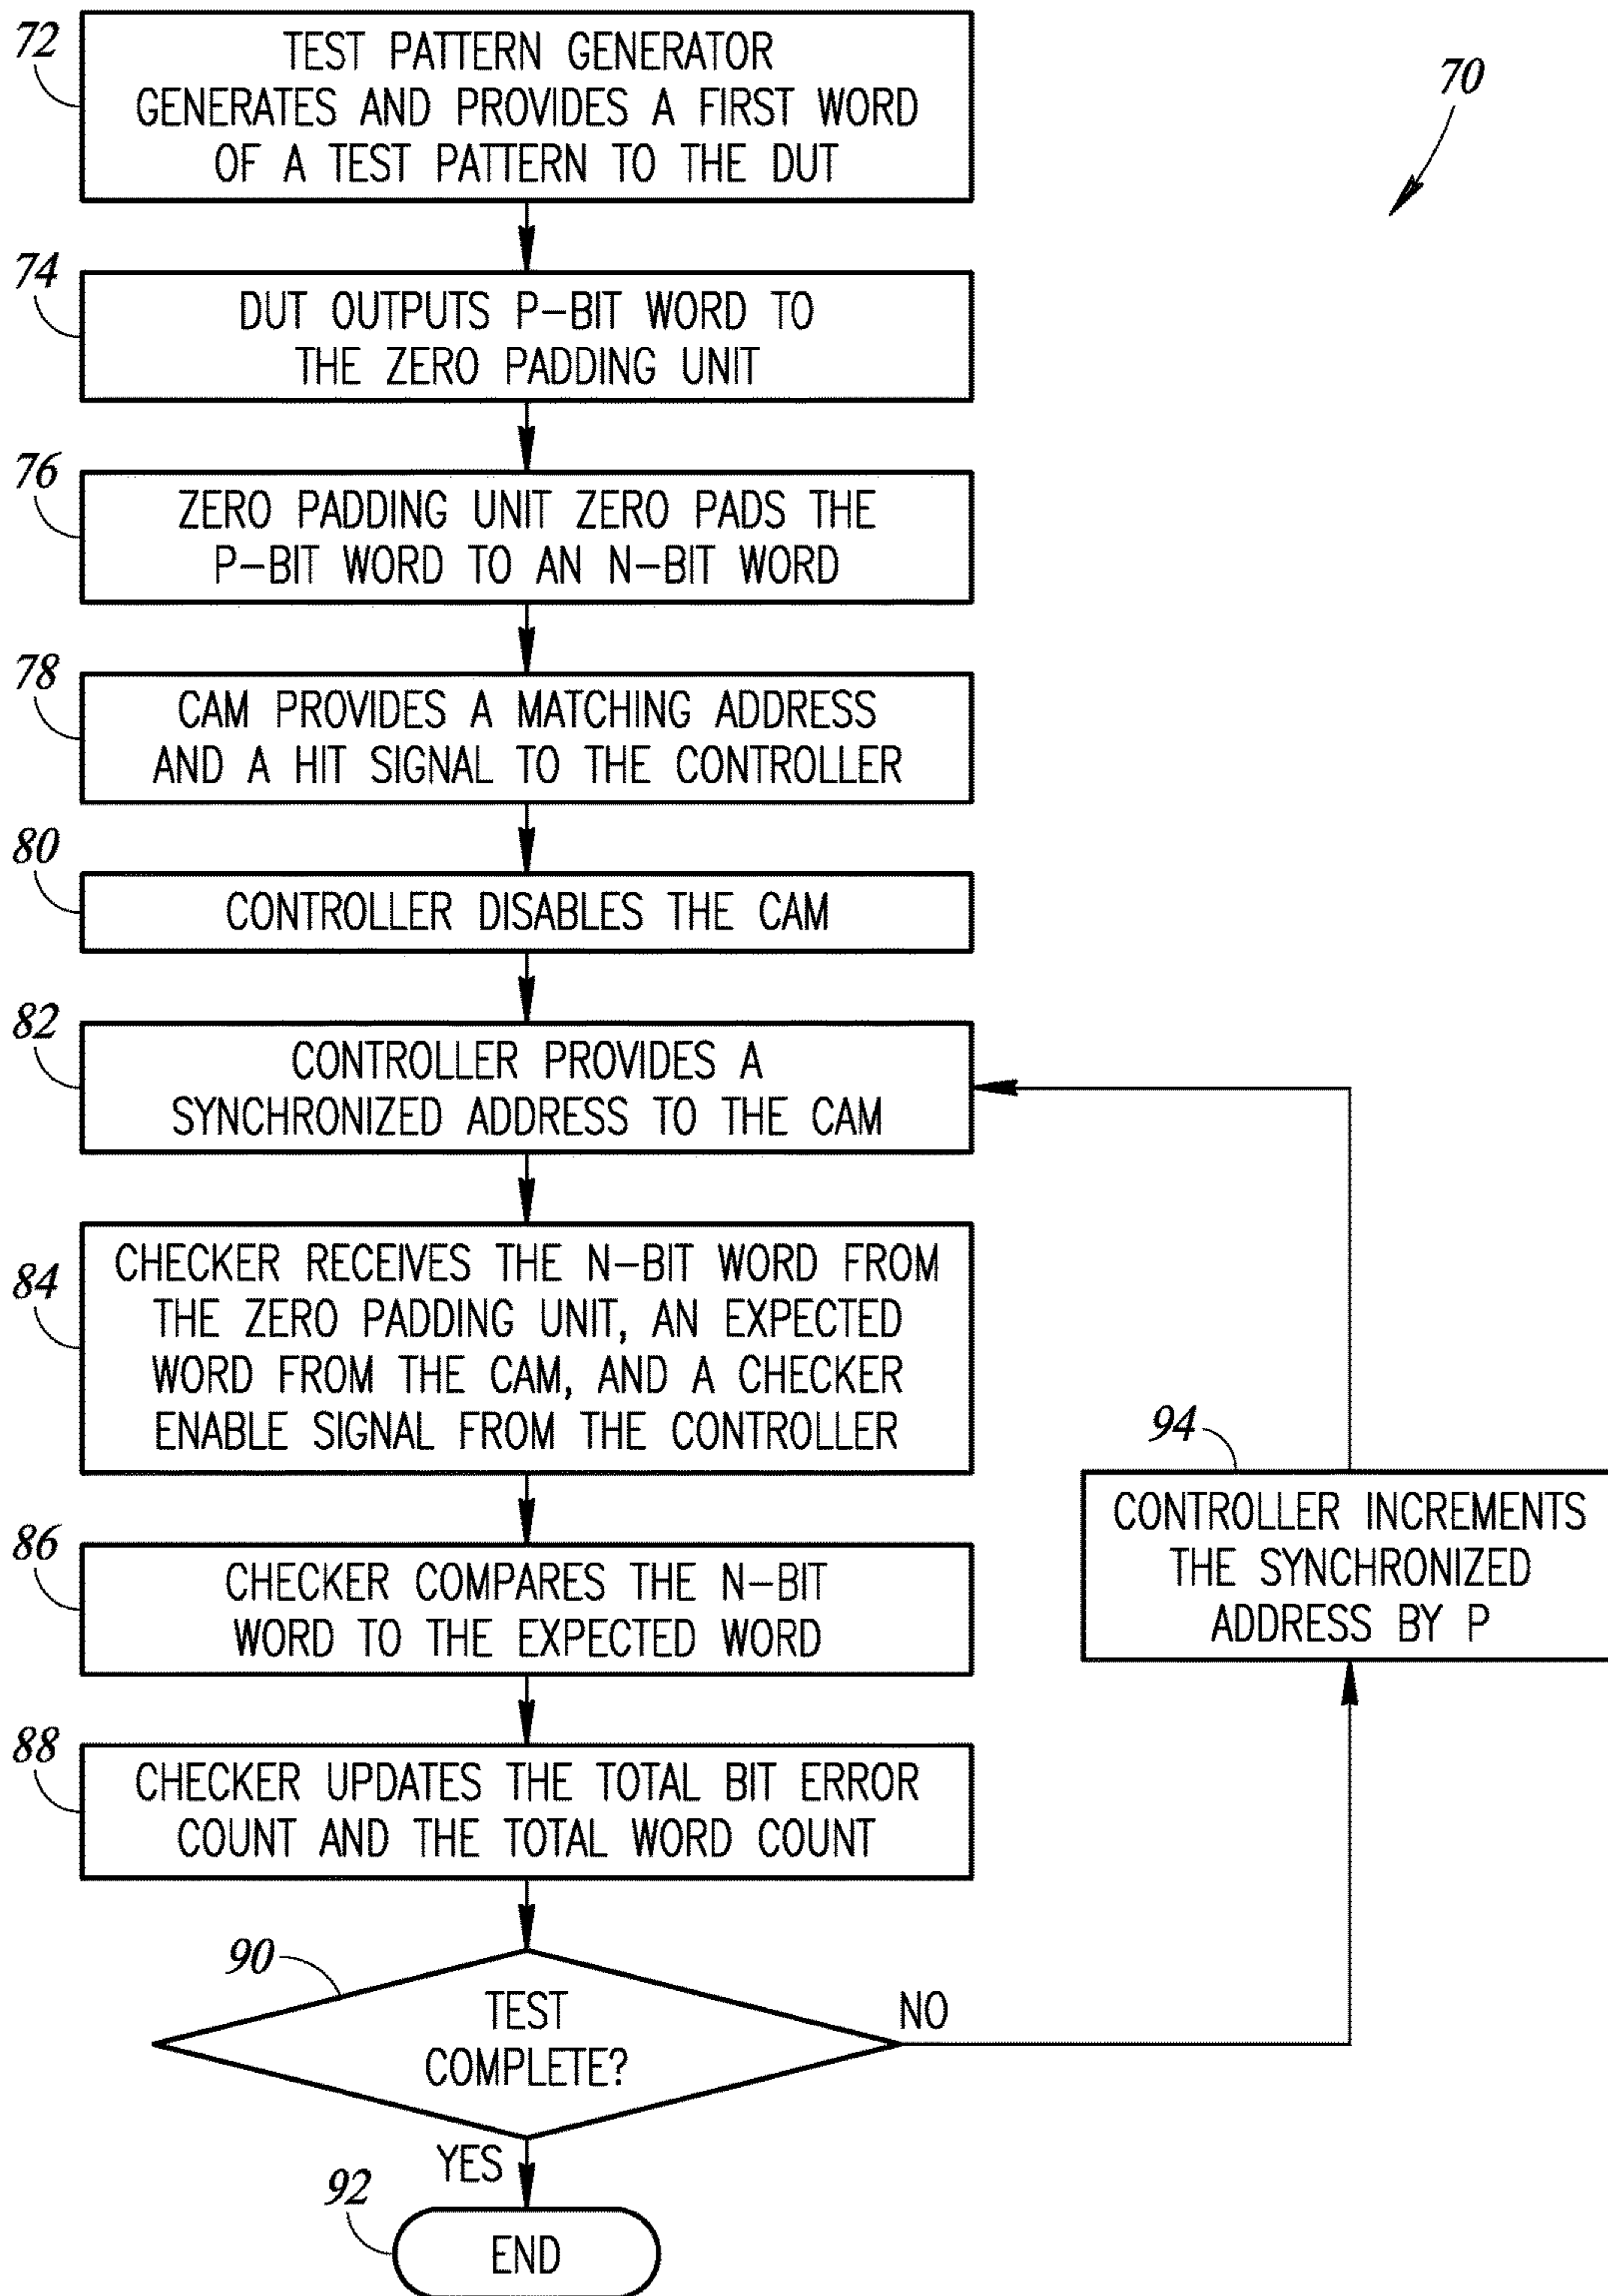 72
TEST PATTERN GENERATOR
GENERATES AND PROVIDES A FIRST WORD
OF A TEST PATTERN TO THE DUT
70
74
DUT OUTPUTS P-BIT WORD TO
THE ZERO PADDING UNIT
76
ZERO PADDING UNIT ZERO PADS THE
P-BIT WORD TO AN N-BIT WORD
78
CAM PROVIDES A MATCHING ADDRESS
AND A HIT SIGNAL TO THE CONTROLLER
80
CONTROLLER DISABLES THE CAM
82
CONTROLLER PROVIDES A
SYNCHRONIZED ADDRESS TO THE CAM
84
CHECKER RECEIVES THE N-BIT WORD FROM
THE ZERO PADDING UNIT, AN EXPECTED
WORD FROM THE CAM, AND A CHECKER
ENABLE SIGNAL FROM THE CONTROLLER
86
CHECKER COMPARES THE N-BIT
WORD TO THE EXPECTED WORD
88
CHECKER UPDATES THE TOTAL BIT ERROR
COUNT AND THE TOTAL WORD COUNT
90
TEST
COMPLETE?
NO
94
CONTROLLER INCREMENTS
THE SYNCHRONIZED
ADDRESS BY P
YES
92
END